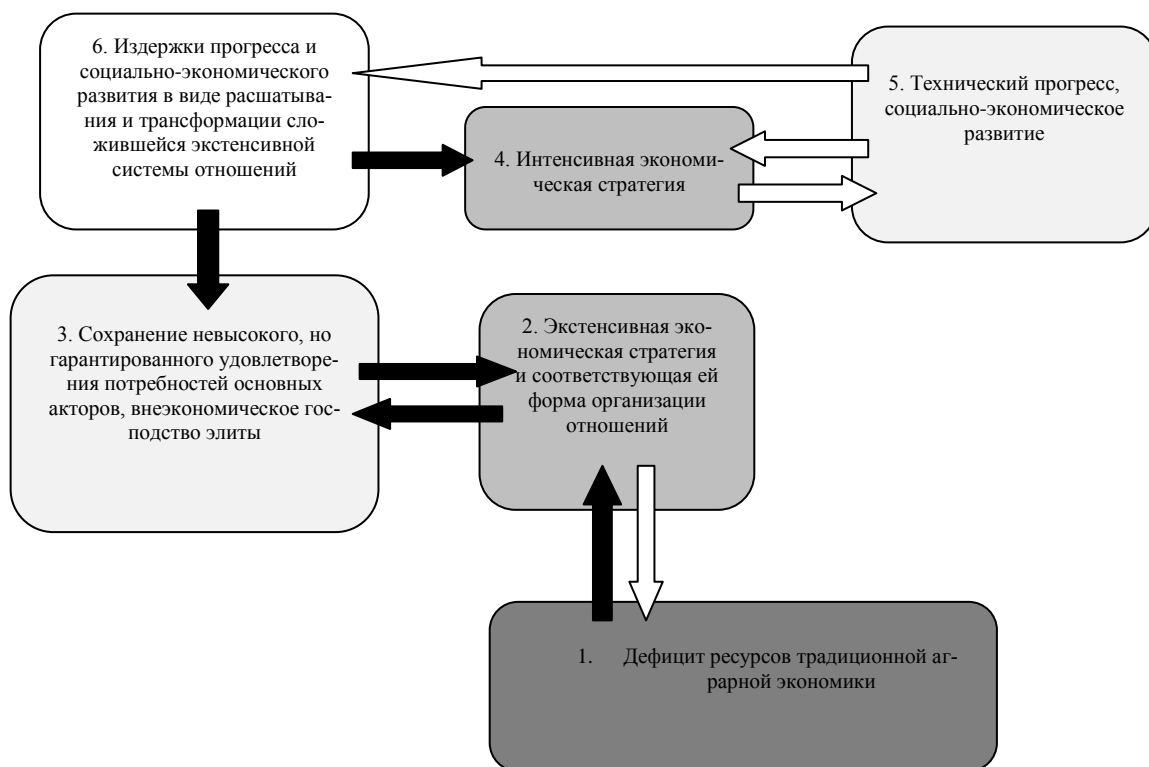 6. Издержки прогресса и
социально-экономического
развития в виде расшатыва-
ния и трансформации сло-
жившейся экстенсивной
системы отношений
5. Технический прогресс,
социально-экономическое
развитие
4. Интенсивная экономи-
ческая стратегия
3. Сохранение невысокого, но
гарантированного удовлетворе-
ния потребностей основных
акторов, внеэкономическое гос-
подство элиты
2. Экстенсивная эко-
номическая стратегия
и соответствующая ей
форма организации
отношений
1. Дефицит ресурсов традиционной аг-
рарной экономики